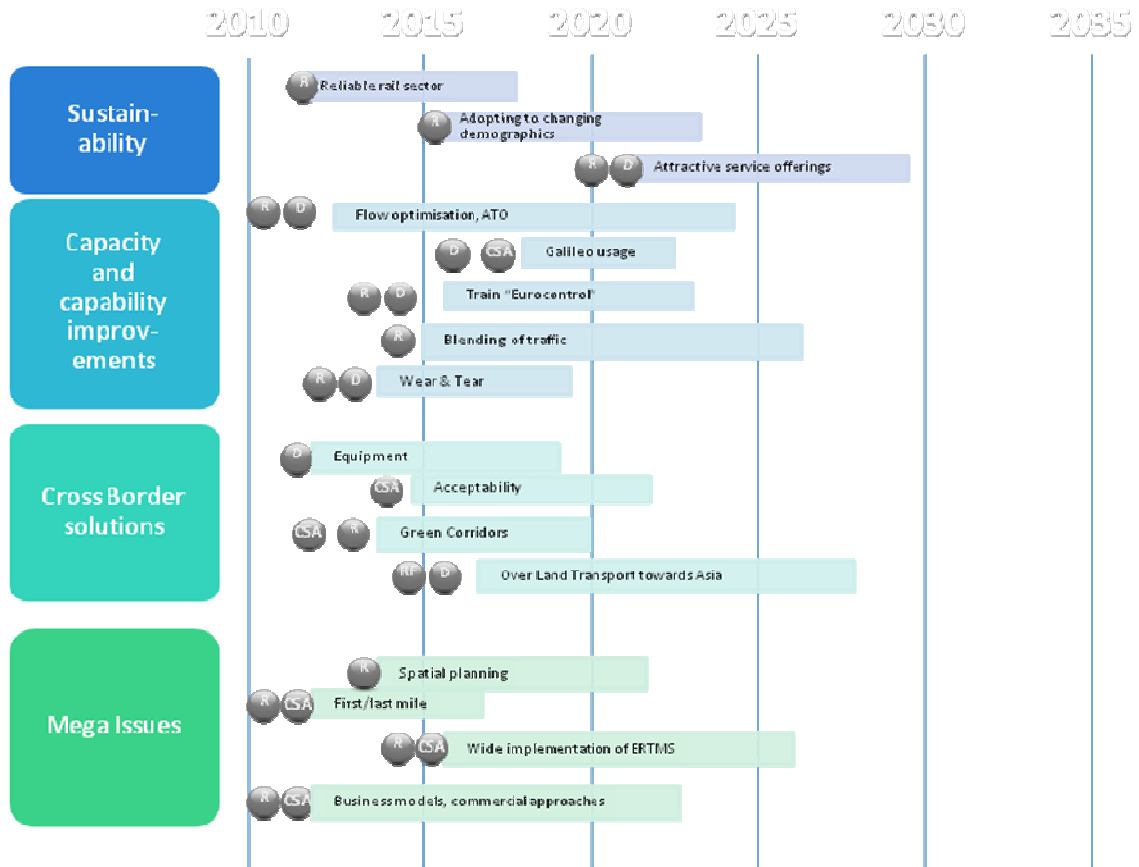 2010 2015 2020 2025 2030 2035
Sustain-
ability
R Reliable rail sector
R Adopting to changing
demographics
R D Attractive service offerings
Capacity
and
capability
improv-
ements
R D Flow optimisation, ATO
D CSA Galileo usage
R D Train "Eurocontrol"
R Blending of traffic
R D Wear & Tear
Cross Border
solutions
D Equipment
CSA Acceptability
CSA R Green Corridors
D Over Land Transport towards Asia
Mega Issues
R Spatial planning
R CSA First/last mile
R CSA Wide implementation of ERTMS
R CSA Business models, commercial approaches